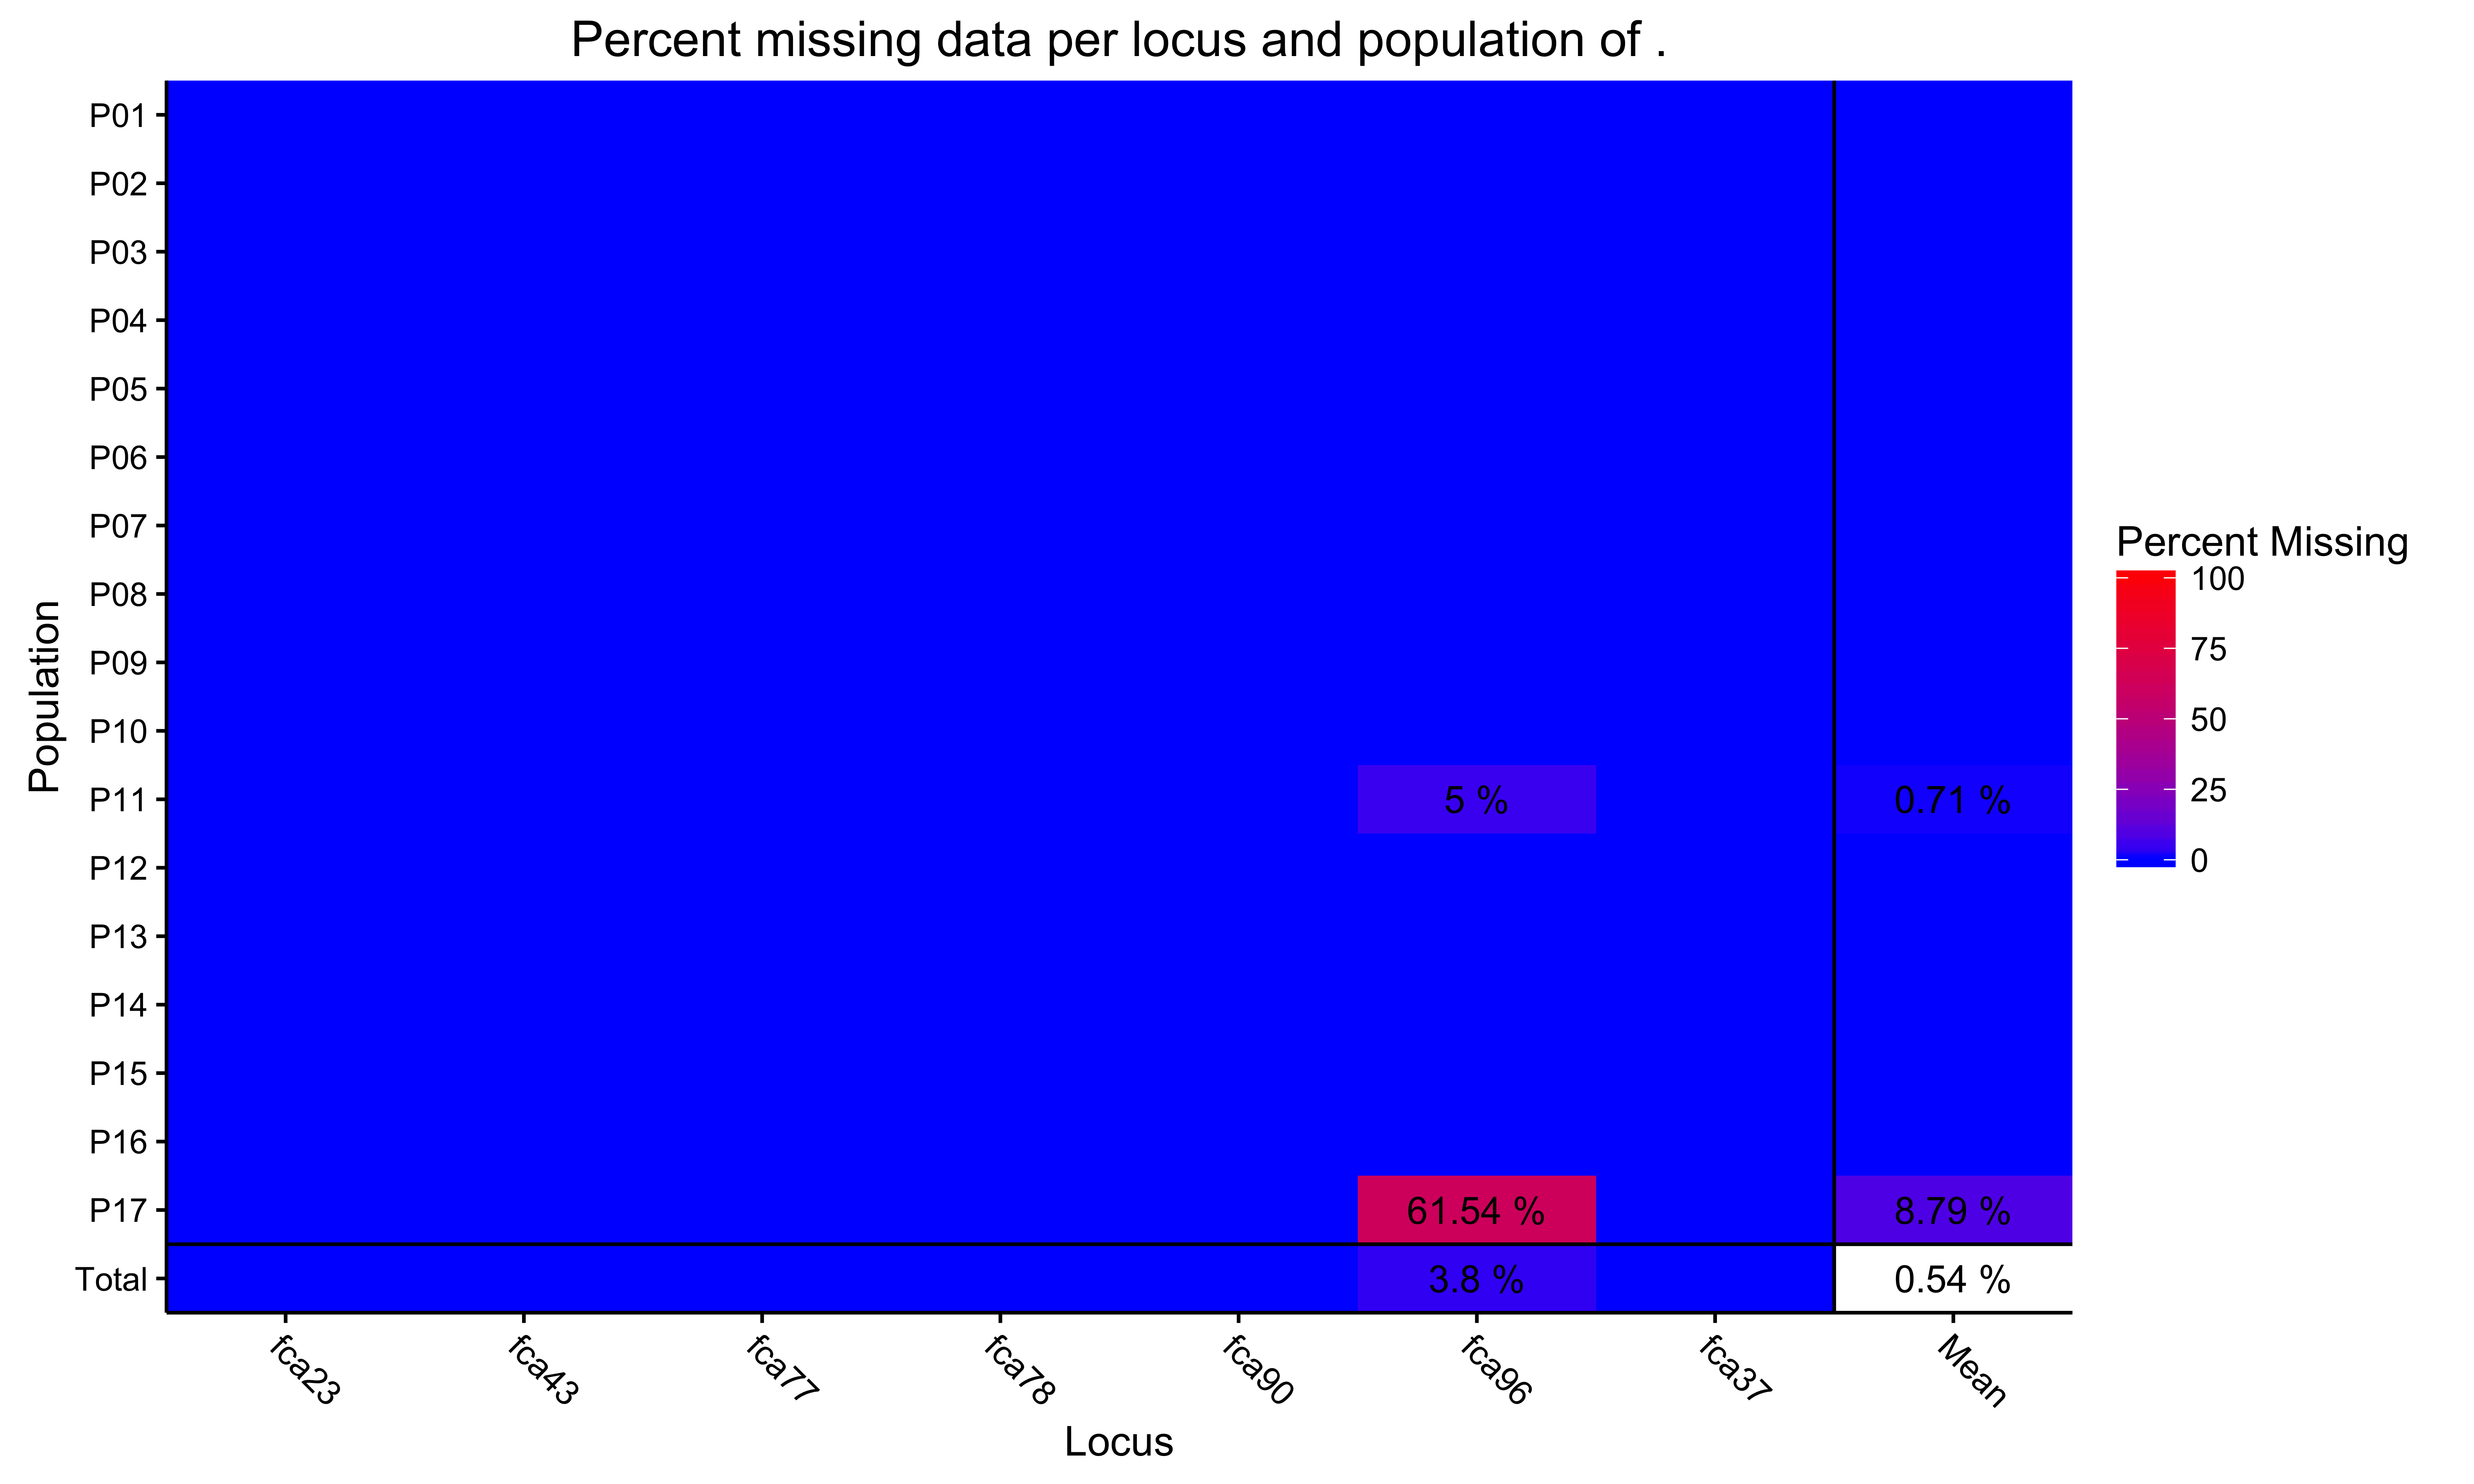 Percent missing data per locus and population of .
Population
P01
P02
P03
P04
P05
P06
P07
P08
P09
P10
P11 5 % 0.71 %
P12
P13
P14
P15
P16
P17 61.54 % 8.79 %
Total 3.8 % 0.54 %
fca23 fca43 fca77 fca78 fca90 fca96 fca37 Mean
Locus
Percent Missing
100
75
50
25
0